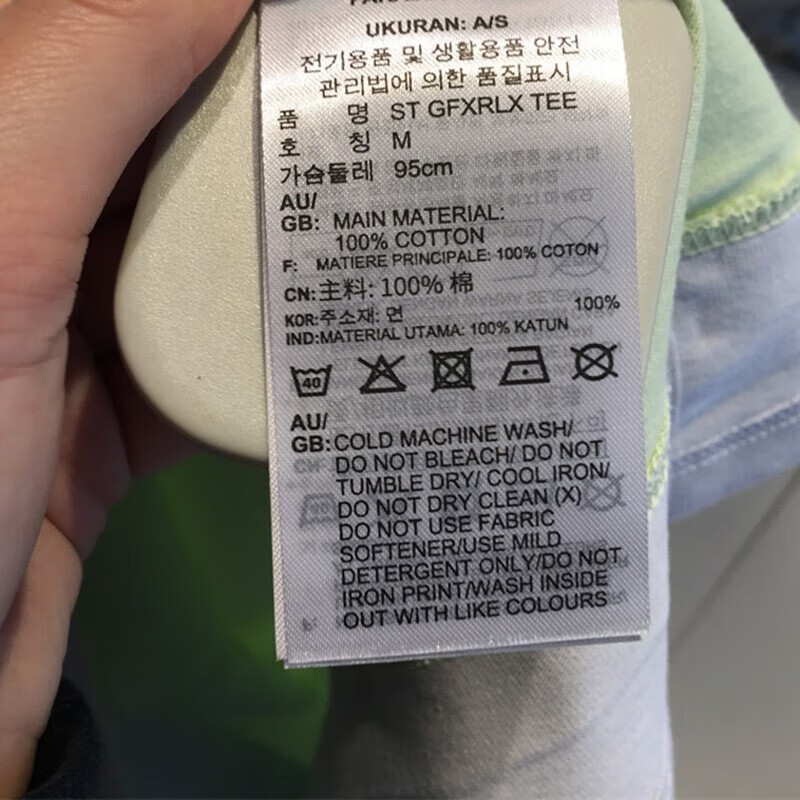 UKURAN: A/S
전기용품 및 생활용품 안전
관리법에 의한 품질표시
품 명 ST GFXRLX TEE
호 칭 M
가슴둘레 95cm
AU/
GB: MAIN MATERIAL:
100% COTTON
F: MATIERE PRINCIPALE: 100% COTON
CN:主料: 100% 棉
KOR:주소재: 면 100%
IND:MATERIAL UTAMA: 100% KATUN
40
AU/
GB:COLD MACHINE WASH/
DO NOT BLEACH/ DO NOT
TUMBLE DRY/ COOL IRON/
DO NOT DRY CLEAN (X)
DO NOT USE FABRIC
SOFTENER/USE MILD
DETERGENT ONLY/DO NOT
IRON PRINT/WASH INSIDE
OUT WITH LIKE COLOURS